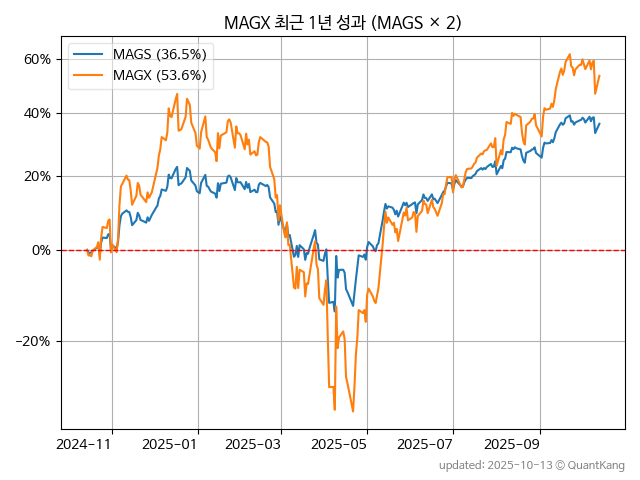 MAGX 최근 1년 성과 (MAGS × 2)
MAGS (36.5%)
MAGX (53.6%)
60%
40%
20%
0%
−20%
2024-11
2025-01
2025-03
2025-05
2025-07
2025-09
updated: 2025-10-13 © QuantKang